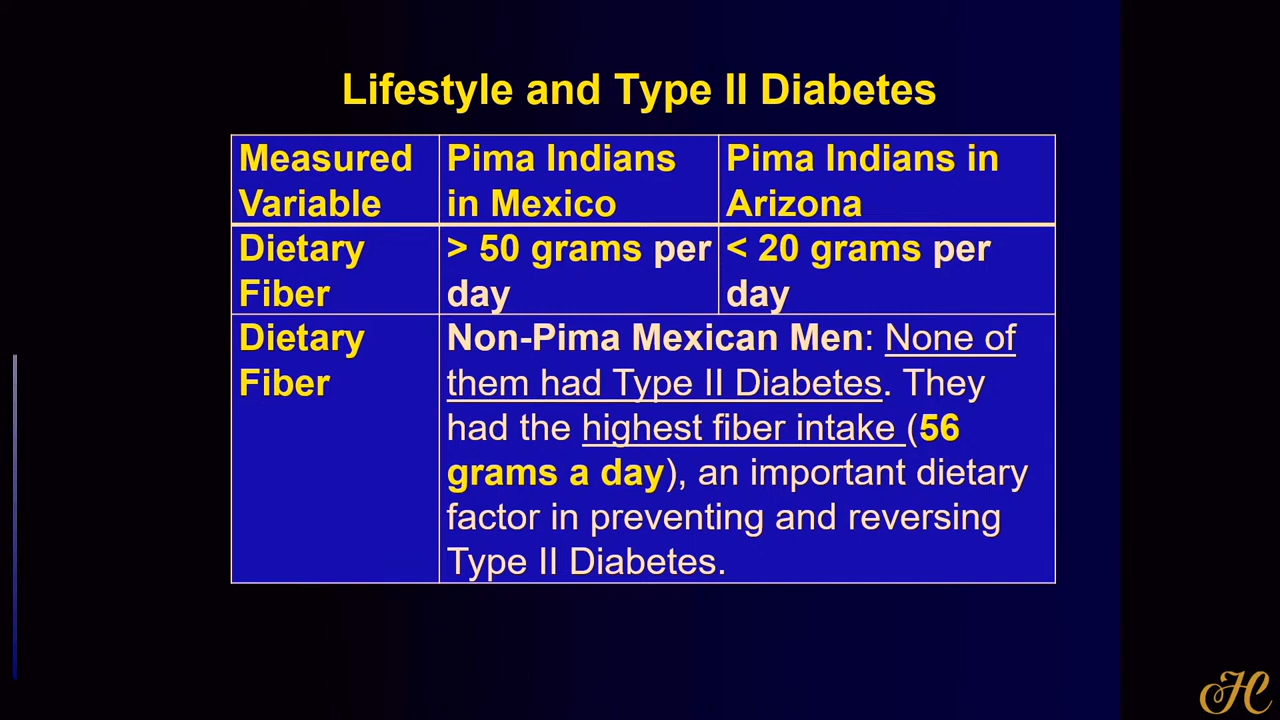 Lifestyle and Type II Diabetes
Measured
Variable
Pima Indians
in Mexico
Pima Indians in
Arizona
Dietary
Fiber
> 50 grams per
day
< 20 grams per
day
Dietary
Fiber
Non-Pima Mexican Men: None of
them had Type II Diabetes. They
had the highest fiber intake (56
grams a day), an important dietary
factor in preventing and reversing
Type II Diabetes.
H